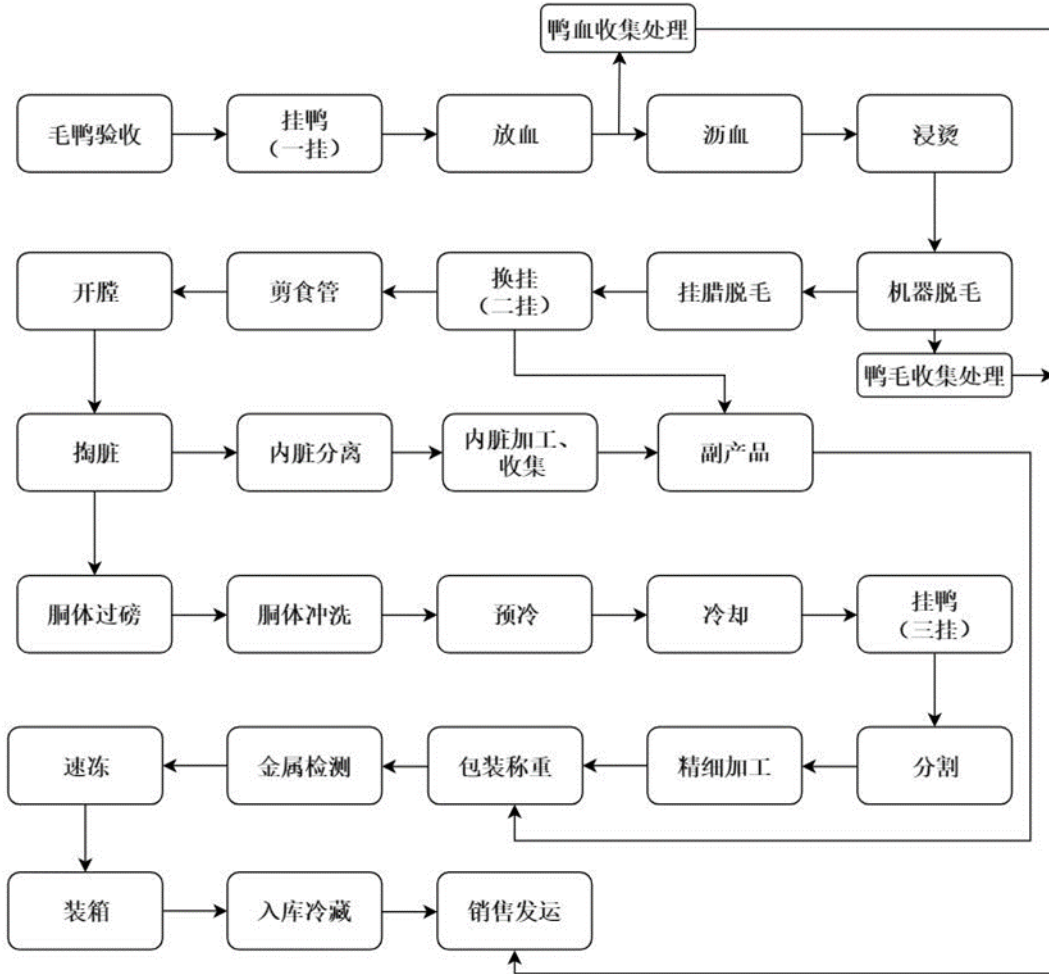 鸭血收集处理
毛鸭验收
挂鸭
（一挂）
放血
沥血
浸烫
开膛
剪食管
换挂
（二挂）
挂腊脱毛
机器脱毛
鸭毛收集处理
掏脏
内脏分离
内脏加工、
收集
副产品
胴体过磅
胴体冲洗
预冷
冷却
挂鸭
（三挂）
速冻
金属检测
包装称重
精细加工
分割
装箱
入库冷藏
销售发运